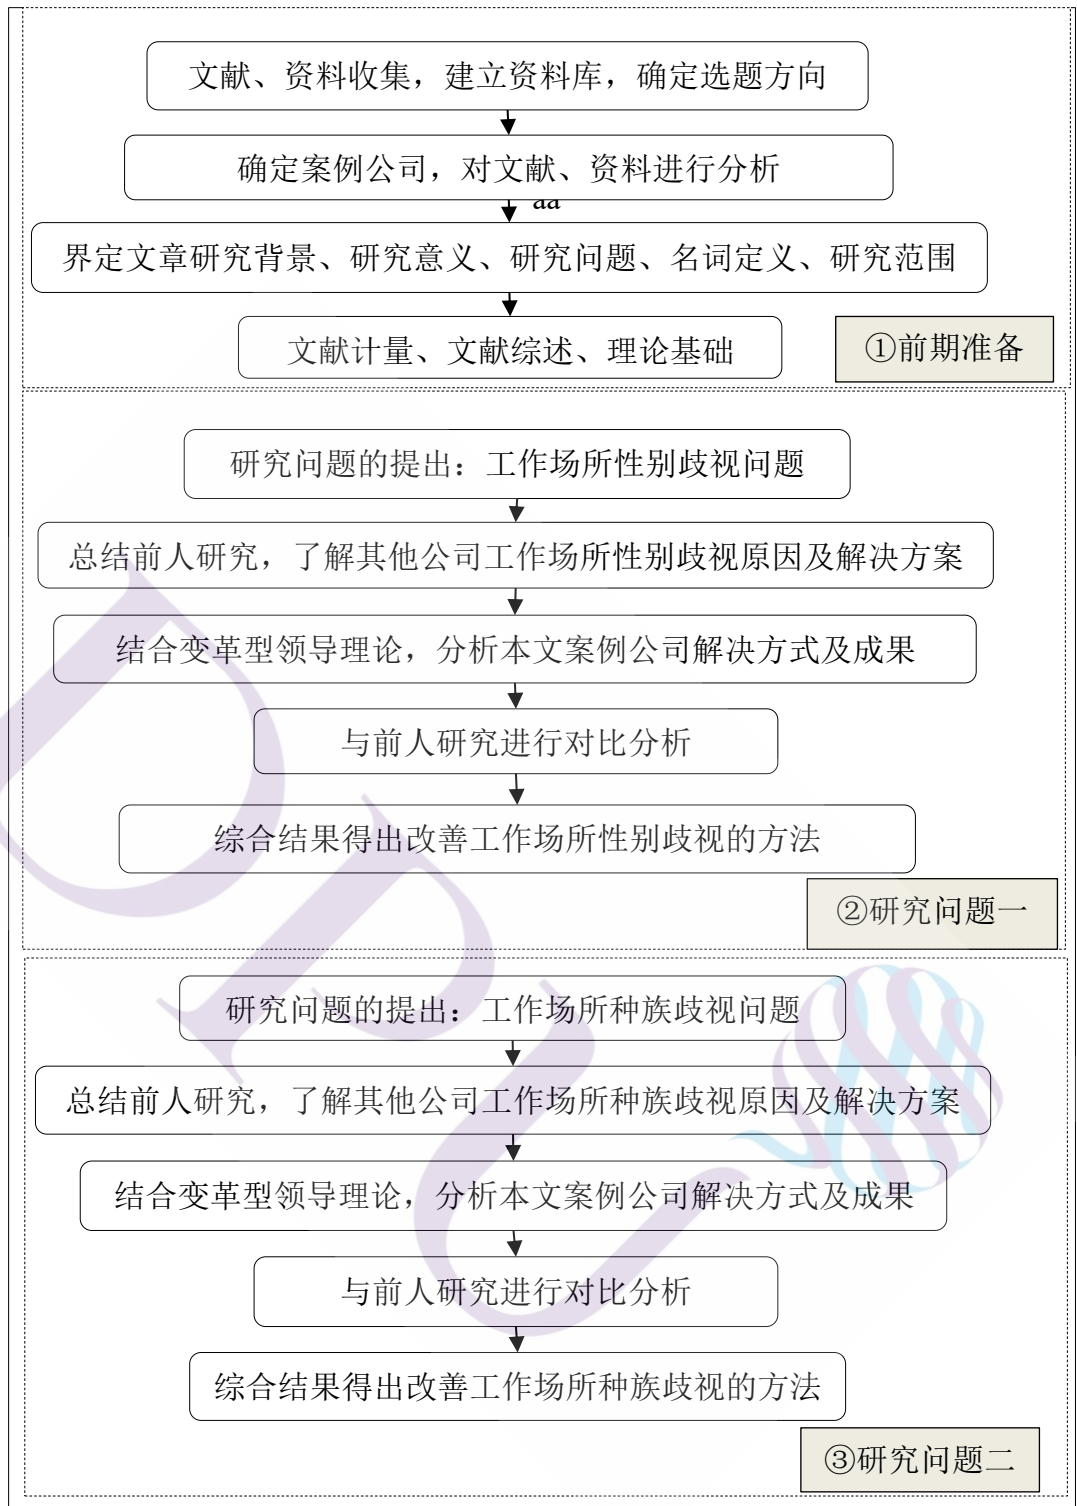 文献、资料收集，建立资料库，确定选题方向
确定案例公司，对文献、资料进行分析
aa
界定文章研究背景、研究意义、研究问题、名词定义、研究范围
文献计量、文献综述、理论基础
①前期准备
研究问题的提出：工作场所性别歧视问题
总结前人研究，了解其他公司工作场所性别歧视原因及解决方案
结合变革型领导理论，分析本文案例公司解决方式及成果
与前人研究进行对比分析
综合结果得出改善工作场所性别歧视的方法
②研究问题一
研究问题的提出：工作场所种族歧视问题
总结前人研究，了解其他公司工作场所种族歧视原因及解决方案
结合变革型领导理论，分析本文案例公司解决方式及成果
与前人研究进行对比分析
综合结果得出改善工作场所种族歧视的方法
③研究问题二
DPU